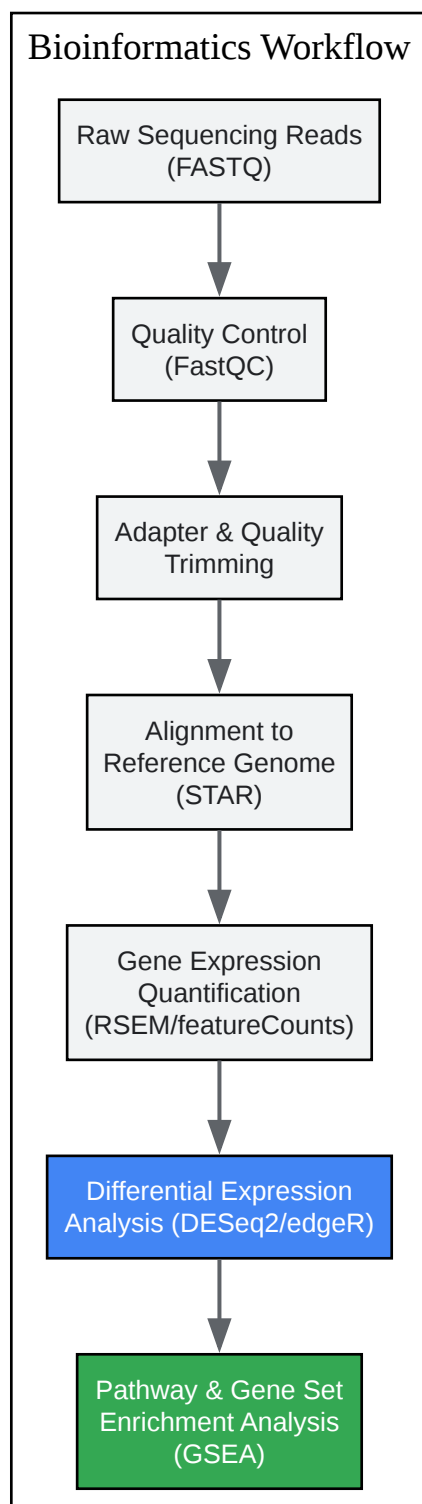 Bioinformatics Workflow
Raw Sequencing Reads
(FASTQ)
Quality Control
(FastQC)
Adapter & Quality
Trimming
Alignment to
Reference Genome
(STAR)
Gene Expression
Quantification
(RSEM/featureCounts)
Differential Expression
Analysis (DESeq2/edgeR)
Pathway & Gene Set
Enrichment Analysis
(GSEA)